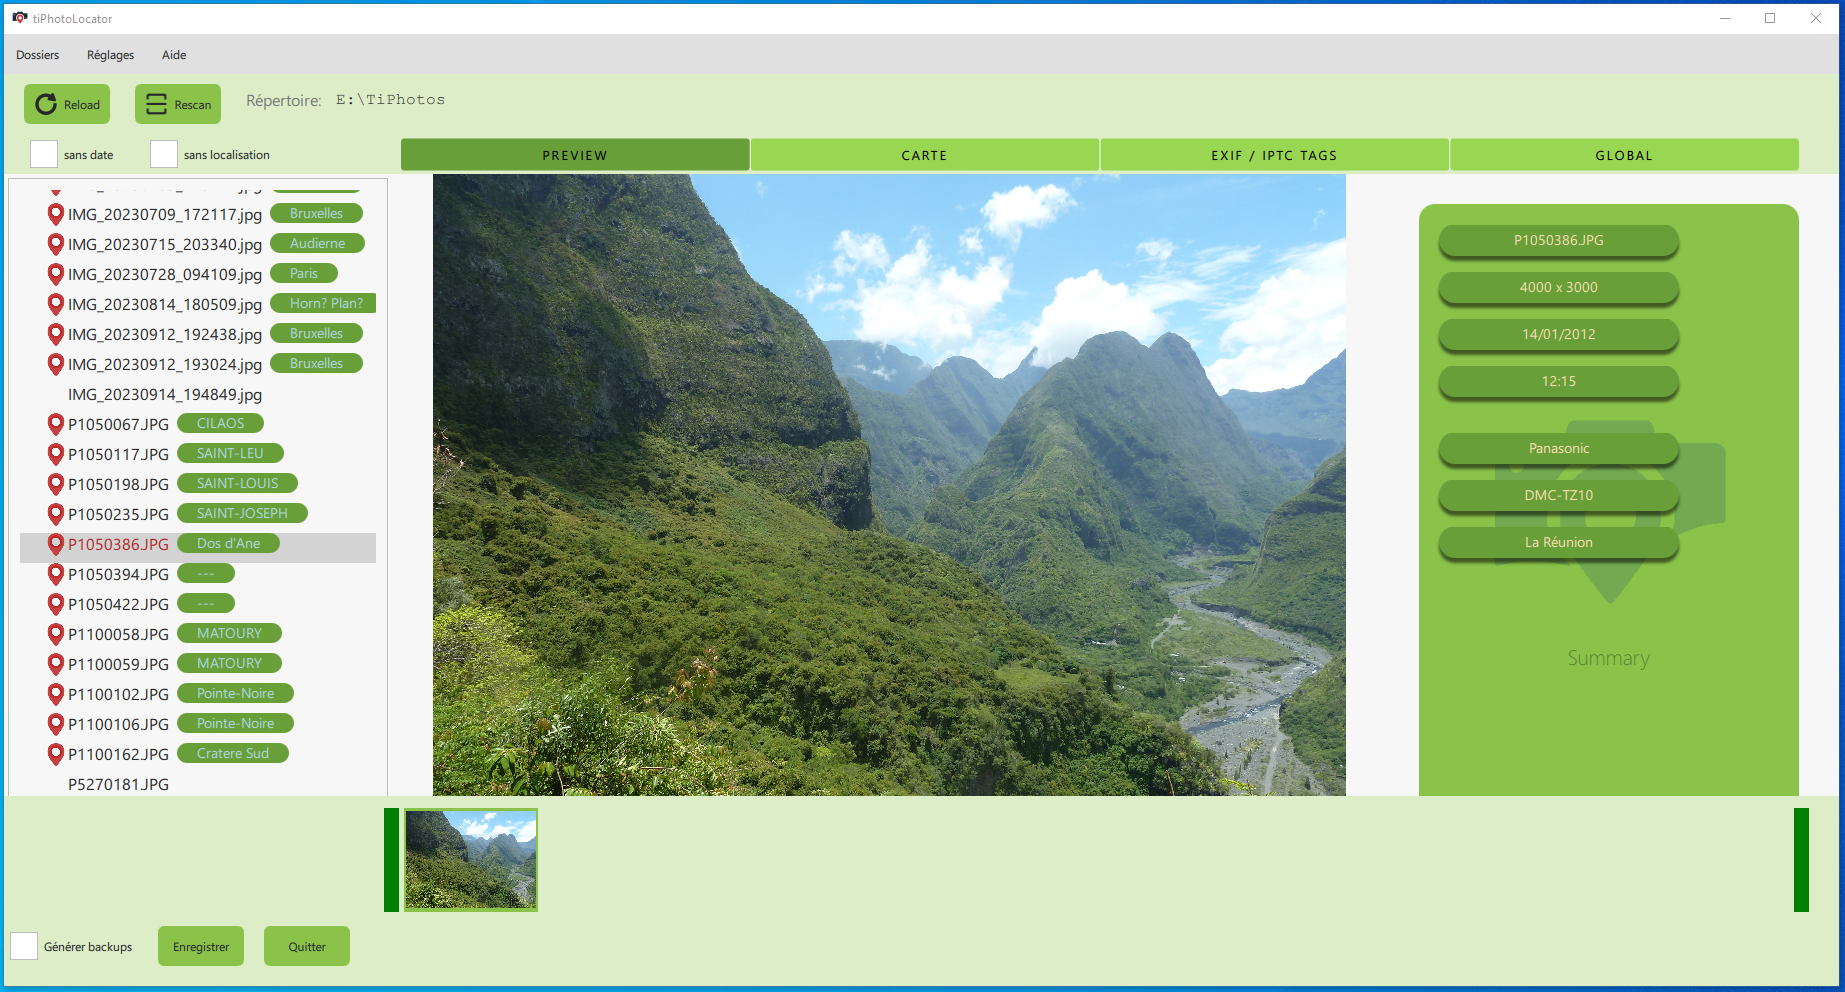 tiPhotoLocator
Dossiers Réglages Aide
Reload Rescan Répertoire: E:\TiPhotos
sans date sans localisation
PREVIEW CARTE EXIF / IPTC TAGS GLOBAL
IMG_20230709_172117.jpg Bruxelles
IMG_20230715_203340.jpg Audierne
IMG_20230728_094109.jpg Paris
IMG_20230814_180509.jpg Horn? Plan?
IMG_20230912_192438.jpg Bruxelles
IMG_20230912_193024.jpg Bruxelles
IMG_20230914_194849.jpg
P1050067.JPG CILAOS
P1050117.JPG SAINT-LEU
P1050198.JPG SAINT-LOUIS
P1050235.JPG SAINT-JOSEPH
P1050386.JPG Dos d'Ane
P1050394.JPG ---
P1050422.JPG ---
P1100058.JPG MATOURY
P1100059.JPG MATOURY
P1100102.JPG Pointe-Noire
P1100106.JPG Pointe-Noire
P1100162.JPG Cratere Sud
P5270181.JPG
P1050386.JPG
4000 x 3000
14/01/2012
12:15
Panasonic
DMC-TZ10
La Réunion
Summary
Générer backups Enregistrer Quitter